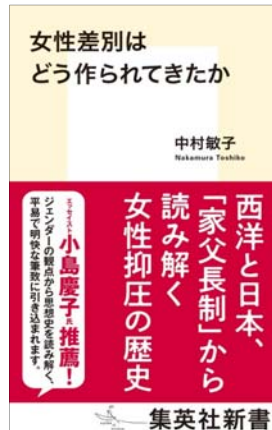 女性差別は
どう作られてきたか
中村敏子
Nakamura Toshiko
西洋と日本、
「家父長制」から
読み解く
女性抑圧の歴史
エッセイスト小島慶子氏推薦！
ジェンダーの観点から思想史を読み解く、
平易で明快な筆致に引き込まれます。
集英社新書